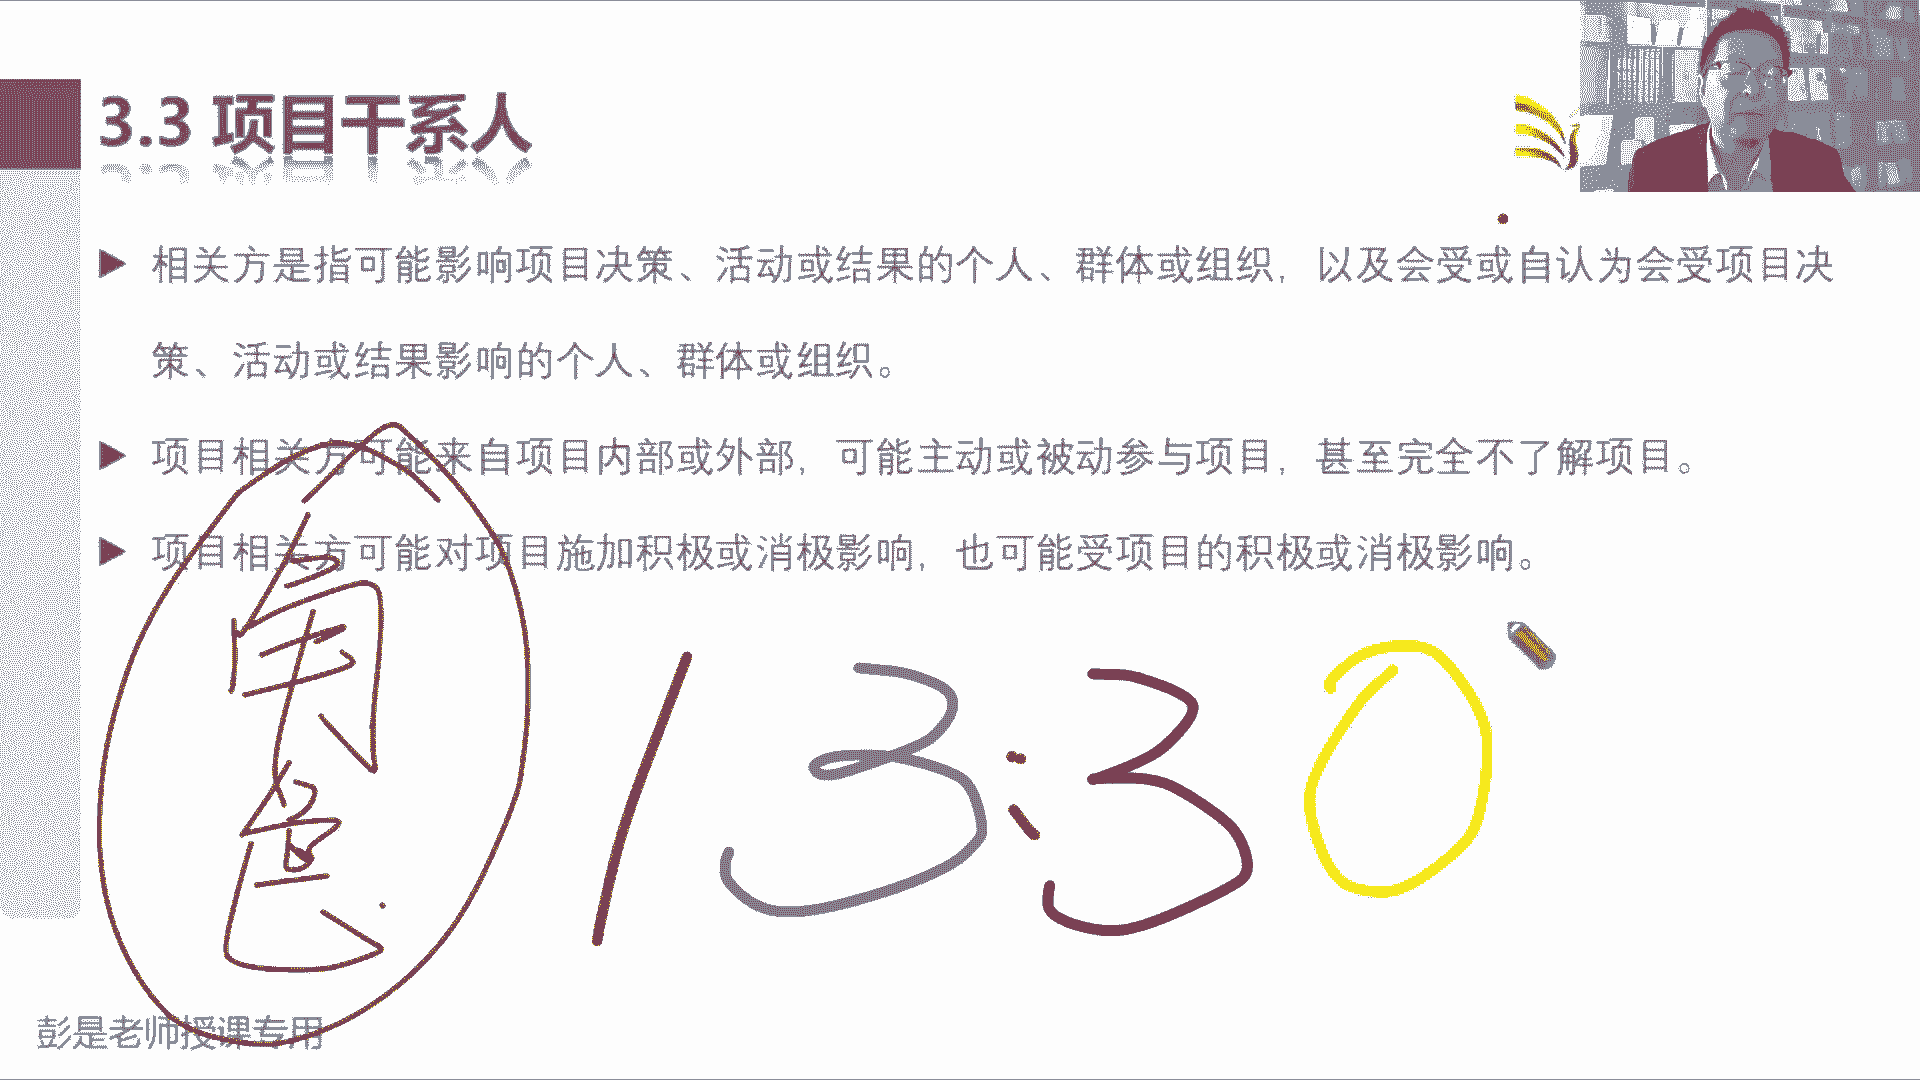 3.3 项目干系人
相关方是指可能影响项目决策、活动或结果的个人、群体或组织，以及会受或自认为会受项目决
策、活动或结果影响的个人、群体或组织。
项目相关方可能来自项目内部或外部，可能主动或被动参与项目，甚至完全不了解项目。
项目相关方可能对项目施加积极或消极影响，也可能受项目的积极或消极影响。
角色
13:30
彭是老师授课专用